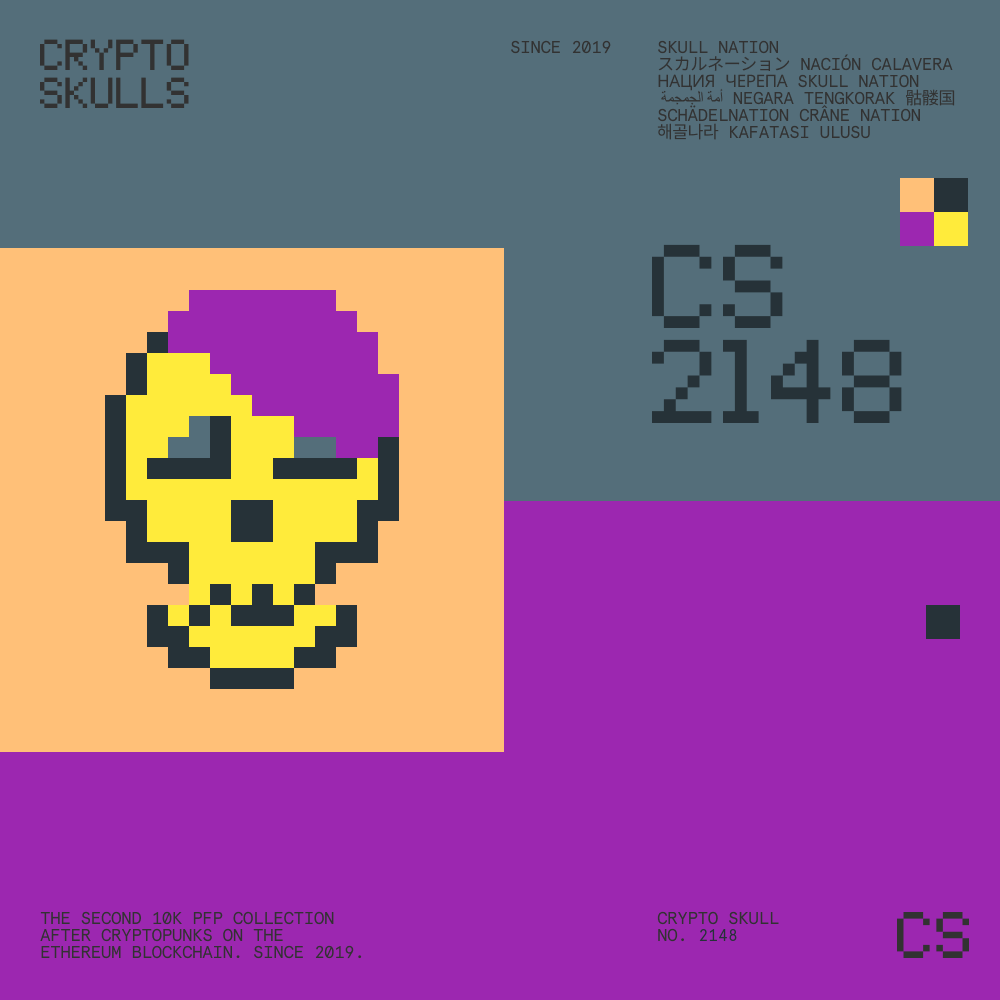 CRYPTO
SKULLS
SINCE 2019
SKULL NATION
スカルネーション NACIÓN CALAVERA
НАЦИЯ ЧЕРЕПА SKULL NATION
أمة الجمجمة NEGARA TENGKORAK 骷髅国
SCHÄDELNATION CRÂNE NATION
해골나라 KAFATASI ULUSU
CS
2148
THE SECOND 10K PFP COLLECTION
AFTER CRYPTOPUNKS ON THE
ETHEREUM BLOCKCHAIN. SINCE 2019.
CRYPTO SKULL
NO. 2148
CS